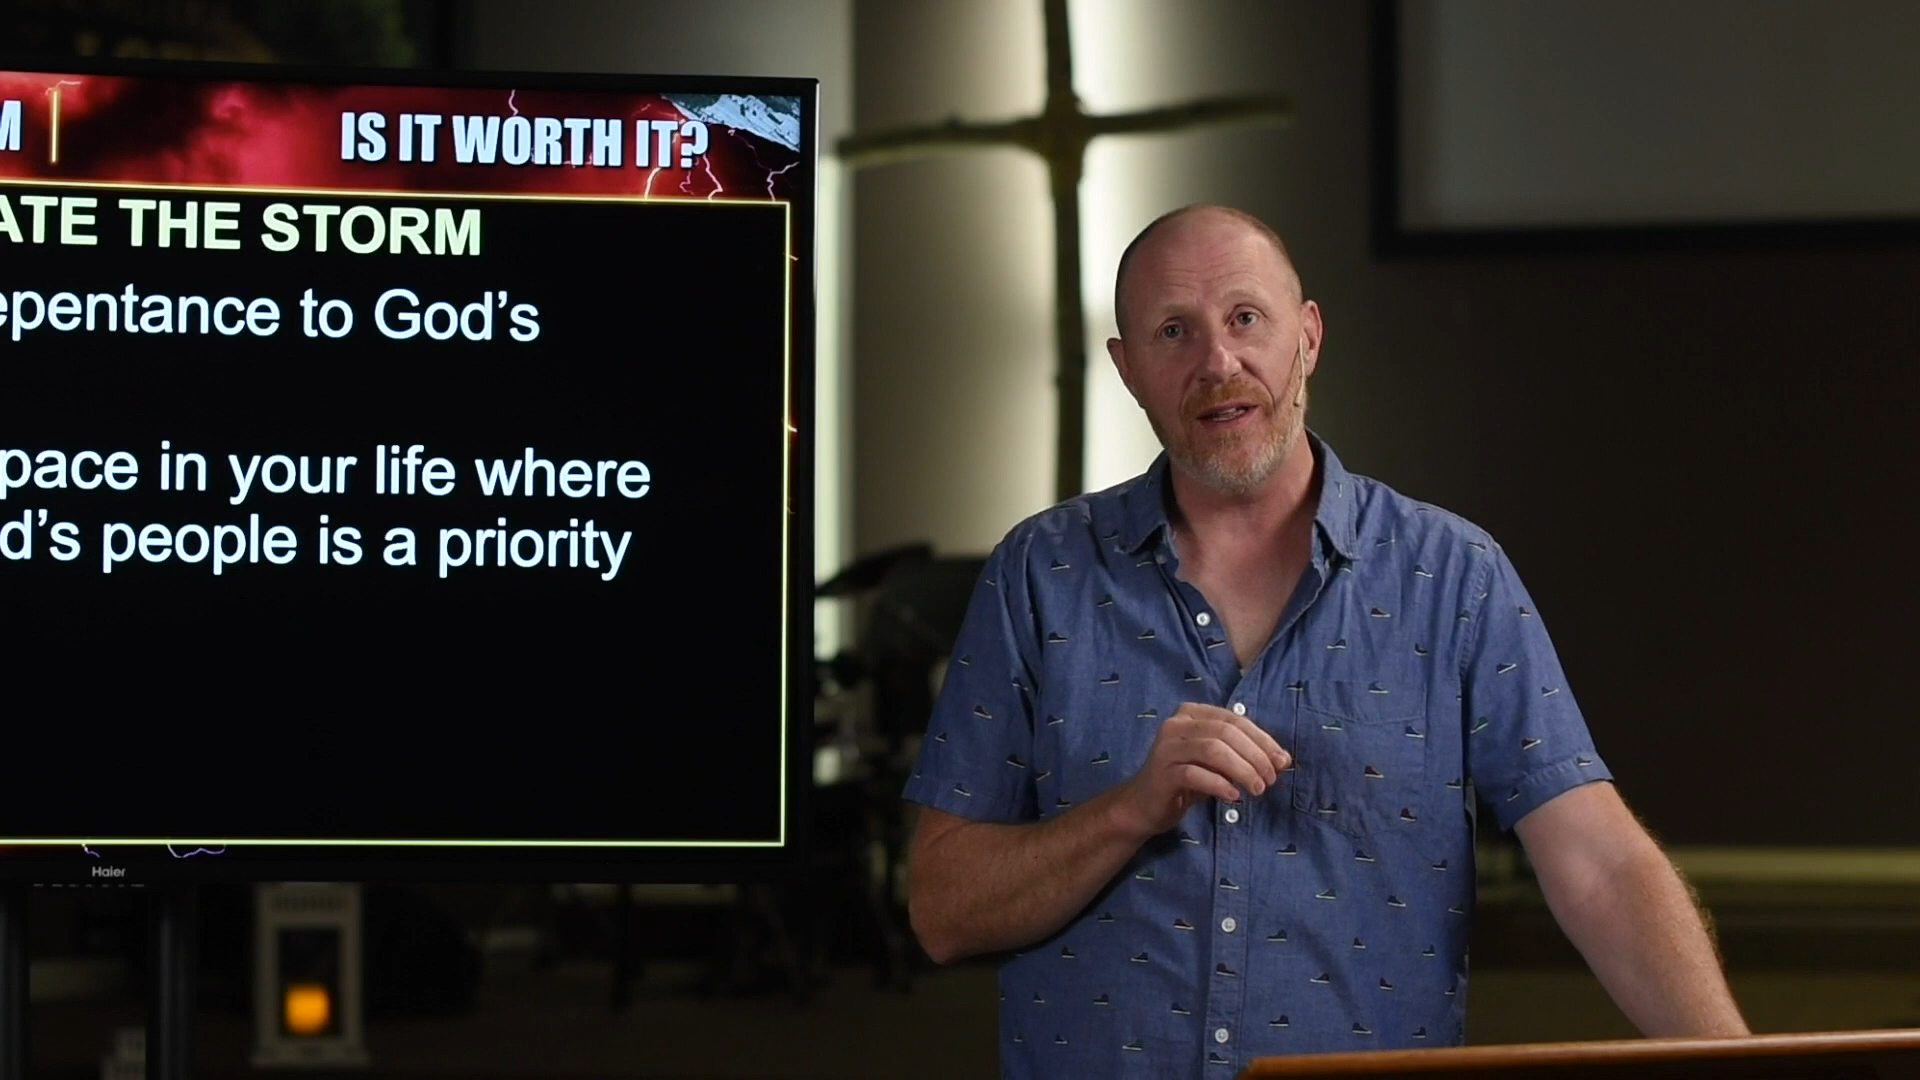 M | IS IT WORTH IT?
ATE THE STORM
epentance to God’s
pace in your life where
d’s people is a priority
Haier